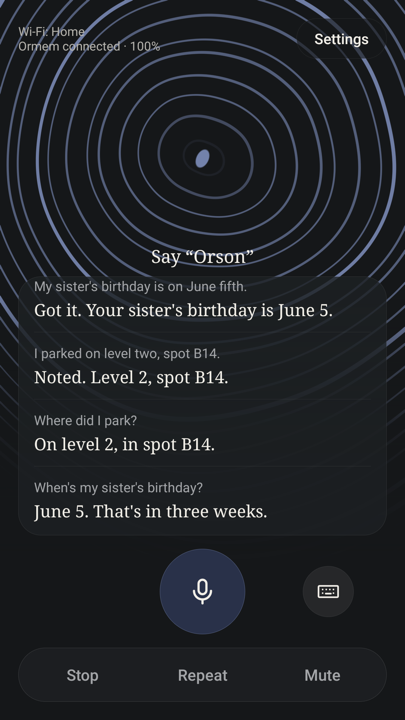 Wi-Fi: Home
Ormem connected · 100%
Settings
Say “Orson”
My sister's birthday is on June fifth.
Got it. Your sister's birthday is June 5.
I parked on level two, spot B14.
Noted. Level 2, spot B14.
Where did I park?
On level 2, in spot B14.
When's my sister's birthday?
June 5. That's in three weeks.
Stop
Repeat
Mute